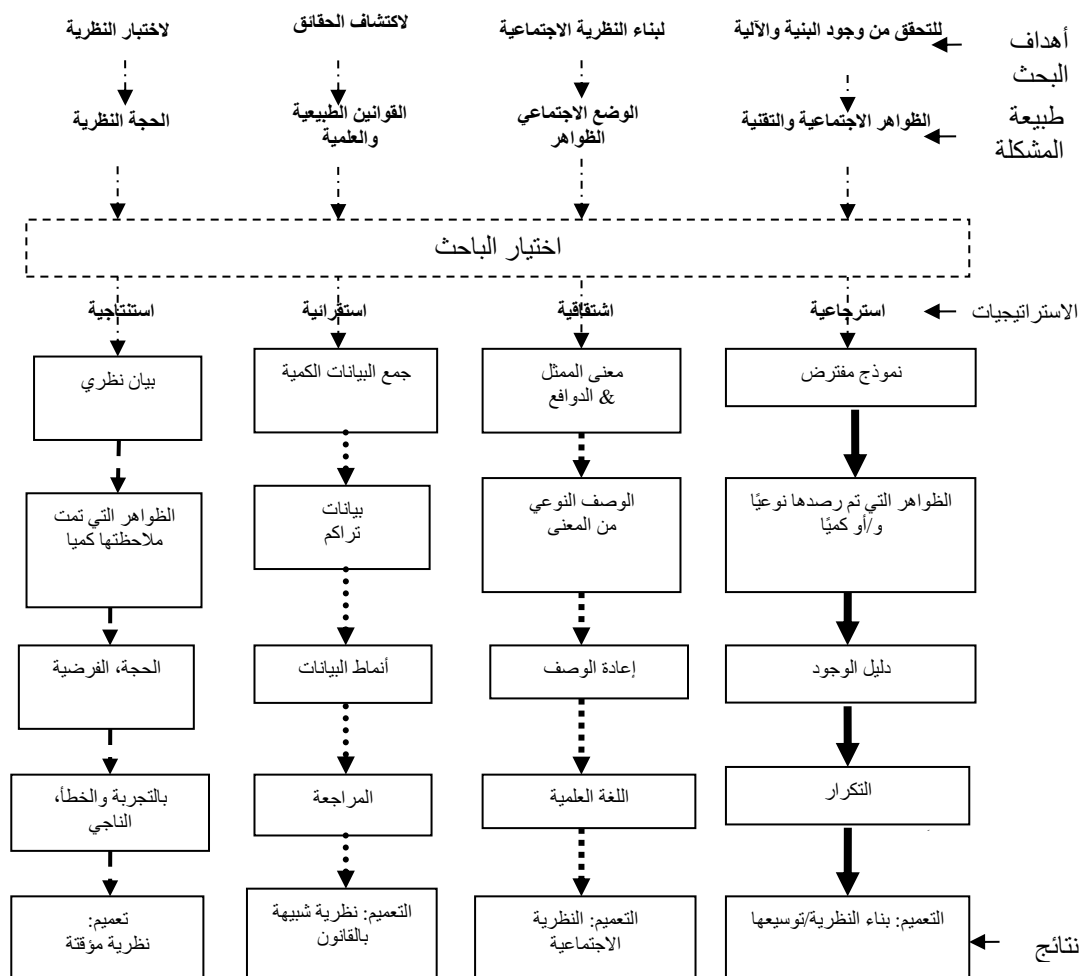 أهداف
البحث
للتحقق من وجود البنية والآلية
لبناء النظرية الاجتماعية
لاكتشاف الحقائق
لاختبار النظرية
طبيعة
المشكلة
الظواهر الاجتماعية والتقنية
الوضع الاجتماعي
الظواهر
القوانين الطبيعية
والعلمية
الحجة النظرية
اختيار الباحث
الاستراتيجيات
استرجاعية
اشتقاقية
استقرائية
استنتاجية
نموذج مفترض
معنى الممثل
& الدوافع
جمع البيانات الكمية
بيان نظري
الظواهر التي تم رصدها نوعيًا
و/أو كميًا
الوصف النوعي
من المعنى
بيانات
تراكم
الظواهر التي تمت
ملاحظتها كميا
دليل الوجود
إعادة الوصف
أنماط البيانات
الحجة، الفرضية
التكرار
اللغة العلمية
المراجعة
بالتجربة والخطأ،
الناجي
نتائج
التعميم: بناء النظرية/توسيعها
التعميم: النظرية
الاجتماعية
التعميم: نظرية شبيهة
بالقانون
تعميم:
نظرية مؤقتة